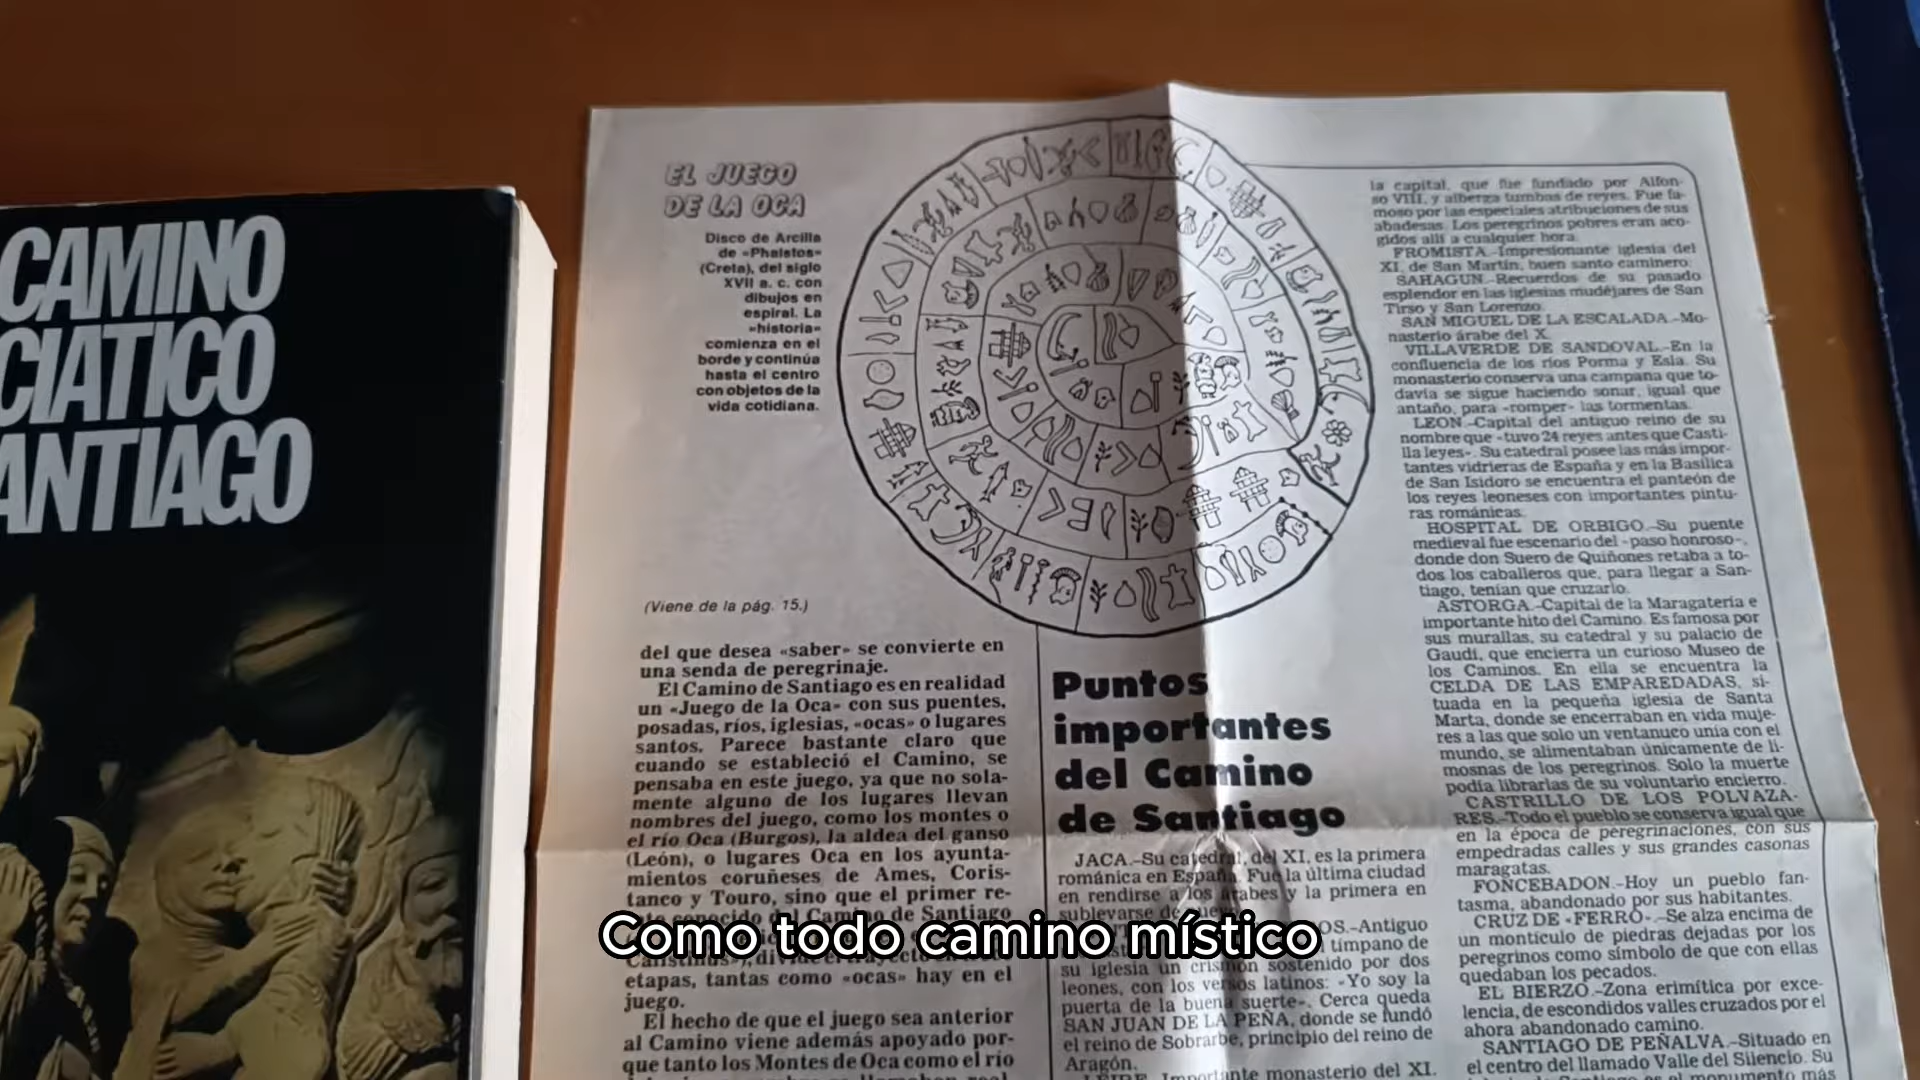 CAMINO
CIATICO
ANTIAGO
EL JUEGO
DE LA OCA
Disco de Arcilla
de «Phaistos»
(Creta), del siglo
XVII a. c. con
dibujos en
espiral. La
«historia»
comienza en el
borde y continúa
hasta el centro
con objetos de la
vida cotidiana.
(Viene de la pág. 15.)
del que desea «saber» se convierte en
una senda de peregrinaje.
El Camino de Santiago es en realidad
un «Juego de la Oca» con sus puentes,
posadas, ríos, iglesias, «ocas» o lugares
santos. Parece bastante claro que
cuando se estableció el Camino, se
pensaba en este juego, ya que no sola-
mente alguno de los lugares llevan
nombres del juego, como los montes o
el río Oca (Burgos), la aldea del ganso
(León), o lugares Oca en los ayunta-
mientos coruñeses de Ames, Coris-
tanco y Touro, sino que el primer re-
conocido del Camino de Santiago
etapas, tantas como «ocas» hay en el
juego.
El hecho de que el juego sea anterior
al Camino viene además apoyado por-
que tanto los Montes de Oca como el río
Puntos
importantes
del Camino
de Santiago
JACA.-Su catedral, del XI, es la primera
románica en España. Fue la última ciudad
en rendirse a los árabes y la primera en
sublevarse de
OS.-Antiguo
tímpano de
su iglesia un crismón sostenido por dos
leones, con los versos latinos: «Yo soy la
puerta de la buena suerte». Cerca queda
SAN JUAN DE LA PEÑA, donde se fundó
el reino de Sobrarbe, principio del reino de
Aragón.
LEIRE. Importante monasterio del XI.
la capital, que fue fundado por Alfon-
so VIII, y alberga tumbas de reyes. Fue fa-
moso por las especiales atribuciones de sus
abadesas. Los peregrinos pobres eran aco-
gidos allí a cualquier hora.
FROMISTA.-Impresionante iglesia del
XI, de San Martín, buen santo caminero.
SAHAGUN.-Recuerdos de su pasado
esplendor en las iglesias mudéjares de San
Tirso y San Lorenzo.
SAN MIGUEL DE LA ESCALADA.-Mo-
nasterio árabe del X.
VILLAVERDE DE SANDOVAL.-En la
confluencia de los ríos Porma y Esla. Su
monasterio conserva una campana que to-
davía se sigue haciendo sonar, igual que
antaño, para «romper» las tormentas.
LEON.-Capital del antiguo reino de su
nombre que «tuvo 24 reyes antes que Casti-
lla leyes». Su catedral posee las más impor-
tantes vidrieras de España y en la Basílica
de San Isidoro se encuentra el panteón de
los reyes leoneses con importantes pintu-
ras románicas.
HOSPITAL DE ORBIGO.-Su puente
medieval fue escenario del «paso honroso»,
donde don Suero de Quiñones retaba a to-
dos los caballeros que, para llegar a San-
tiago, tenían que cruzarlo.
ASTORGA.-Capital de la Maragatería e
importante hito del Camino. Es famosa por
sus murallas, su catedral y su palacio de
Gaudí, que encierra un curioso Museo de
los Caminos. En ella se encuentra la
CELDA DE LAS EMPAREDADAS, si-
tuada en la pequeña iglesia de Santa
Marta, donde se encerraban en vida muje-
res a las que solo un ventanuco unía con el
mundo, se alimentaban únicamente de li-
mosnas de los peregrinos. Solo la muerte
podía librarlas de su voluntario encierro.
CASTRILLO DE LOS POLVAZA-
RES.-Todo el pueblo se conserva igual que
en la época de peregrinaciones, con sus
empedradas calles y sus grandes casonas
maragatas.
FONCEBADON.-Hoy un pueblo fan-
tasma, abandonado por sus habitantes.
CRUZ DE «FERRO».-Se alza encima de
un montículo de piedras dejadas por los
peregrinos como símbolo de que con ellas
quedaban los pecados.
EL BIERZO.-Zona erimítica por exce-
lencia, de escondidos valles cruzados por el
ahora abandonado camino.
SANTIAGO DE PEÑALVA.-Situado en
el centro del llamado Valle del Silencio. Su
Como todo camino místico